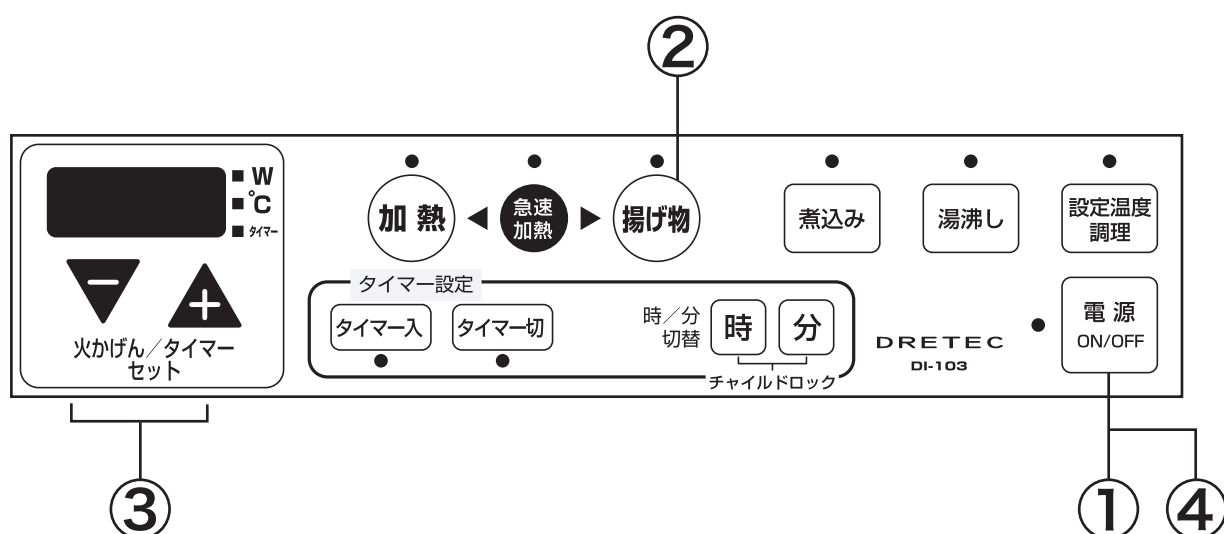 ②
■ W
■ ℃
■ タイマー
−
+
火かげん／タイマー
セット
加 熱
◀
急速
加熱
▶
揚げ物
煮込み
湯沸し
設定温度
調理
タイマー設定
タイマー入
タイマー切
時／分
切替
時
分
チャイルドロック
DRETEC
DI-103
電 源
ON/OFF
③
①
④